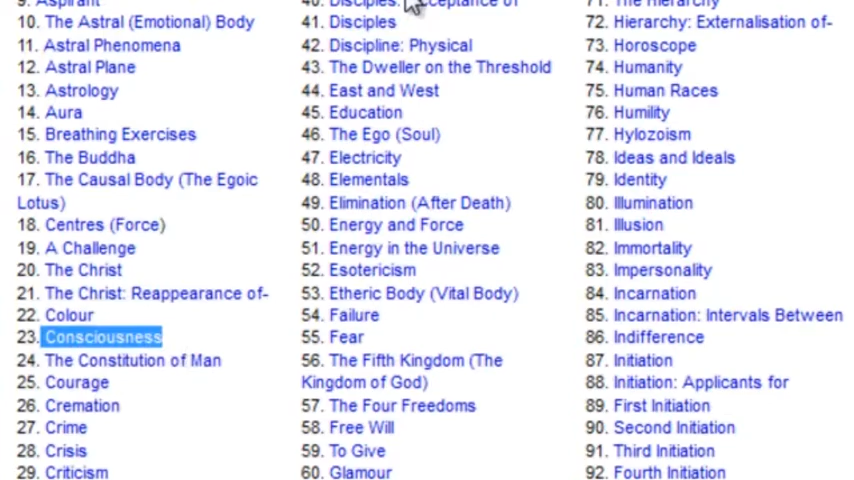 9. Aspirant
10. The Astral (Emotional) Body
11. Astral Phenomena
12. Astral Plane
13. Astrology
14. Aura
15. Breathing Exercises
16. The Buddha
17. The Causal Body (The Egoic
Lotus)
18. Centres (Force)
19. A Challenge
20. The Christ
21. The Christ: Reappearance of-
22. Colour
23. Consciousness
24. The Constitution of Man
25. Courage
26. Cremation
27. Crime
28. Crisis
29. Criticism
40. Disciples: Acceptance of
41. Disciples
42. Discipline: Physical
43. The Dweller on the Threshold
44. East and West
45. Education
46. The Ego (Soul)
47. Electricity
48. Elementals
49. Elimination (After Death)
50. Energy and Force
51. Energy in the Universe
52. Esotericism
53. Etheric Body (Vital Body)
54. Failure
55. Fear
56. The Fifth Kingdom (The
Kingdom of God)
57. The Four Freedoms
58. Free Will
59. To Give
60. Glamour
71. The Hierarchy
72. Hierarchy: Externalisation of-
73. Horoscope
74. Humanity
75. Human Races
76. Humility
77. Hylozoism
78. Ideas and Ideals
79. Identity
80. Illumination
81. Illusion
82. Immortality
83. Impersonality
84. Incarnation
85. Incarnation: Intervals Between
86. Indifference
87. Initiation
88. Initiation: Applicants for
89. First Initiation
90. Second Initiation
91. Third Initiation
92. Fourth Initiation